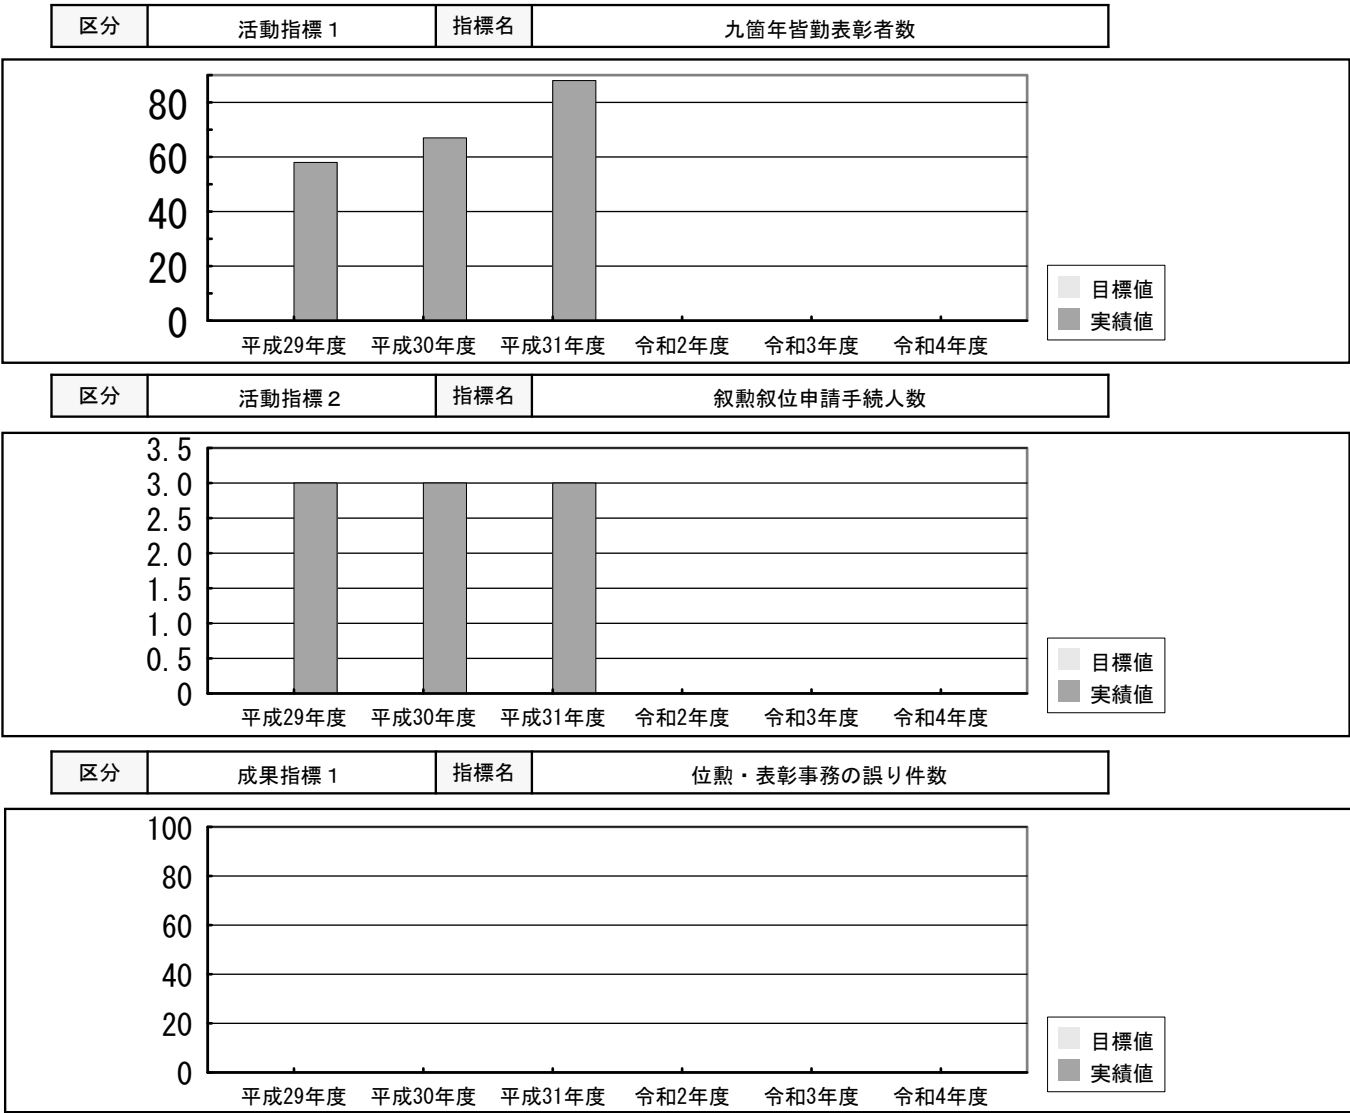 区分 活動指標１ 指標名 九箇年皆勤表彰者数
80
60
40
20
0
平成29年度 平成30年度 平成31年度 令和2年度 令和3年度 令和4年度
目標値
実績値
区分 活動指標２ 指標名 叙勲叙位申請手続人数
3.5
3.0
2.5
2.0
1.5
1.0
0.5
0
平成29年度 平成30年度 平成31年度 令和2年度 令和3年度 令和4年度
目標値
実績値
区分 成果指標１ 指標名 位勲・表彰事務の誤り件数
100
80
60
40
20
0
平成29年度 平成30年度 平成31年度 令和2年度 令和3年度 令和4年度
目標値
実績値